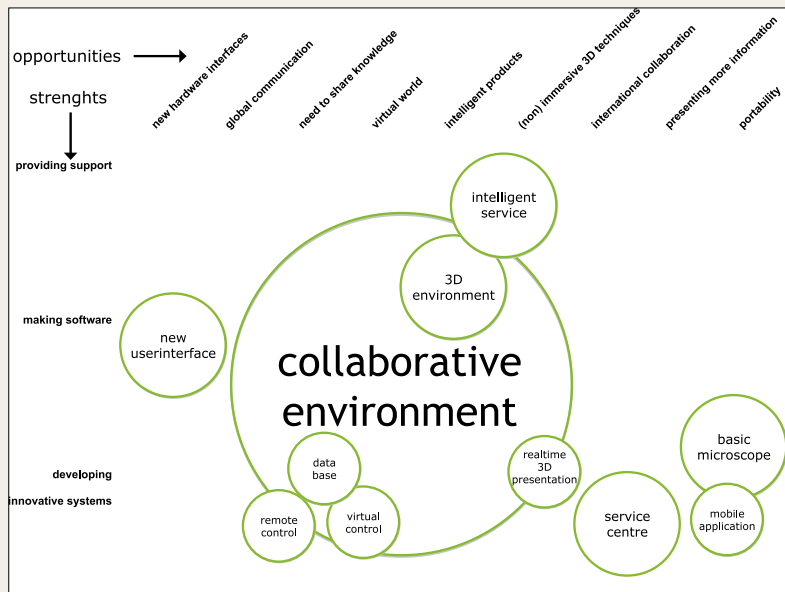 opportunities
strenghts
new hardware interfaces
global communication
need to share knowledge
virtual world
intelligent products
(non) immersive 3D techniques
international collaboration
presenting more information
portability
providing support
intelligent
service
3D
environment
making software
new
userinterface
collaborative
environment
basic
microscope
data
base
realtime
3D
presentation
developing
innovative systems
remote
control
virtual
control
service
centre
mobile
application